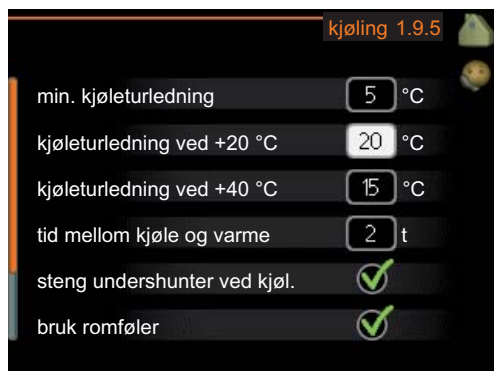 kjøling 1.9.5
min. kjøleturledning 5 °C
kjøleturledning ved +20 °C 20 °C
kjøleturledning ved +40 °C 15 °C
tid mellom kjøle og varme 2 t
steng undershunter ved kjøl.
bruk romføler